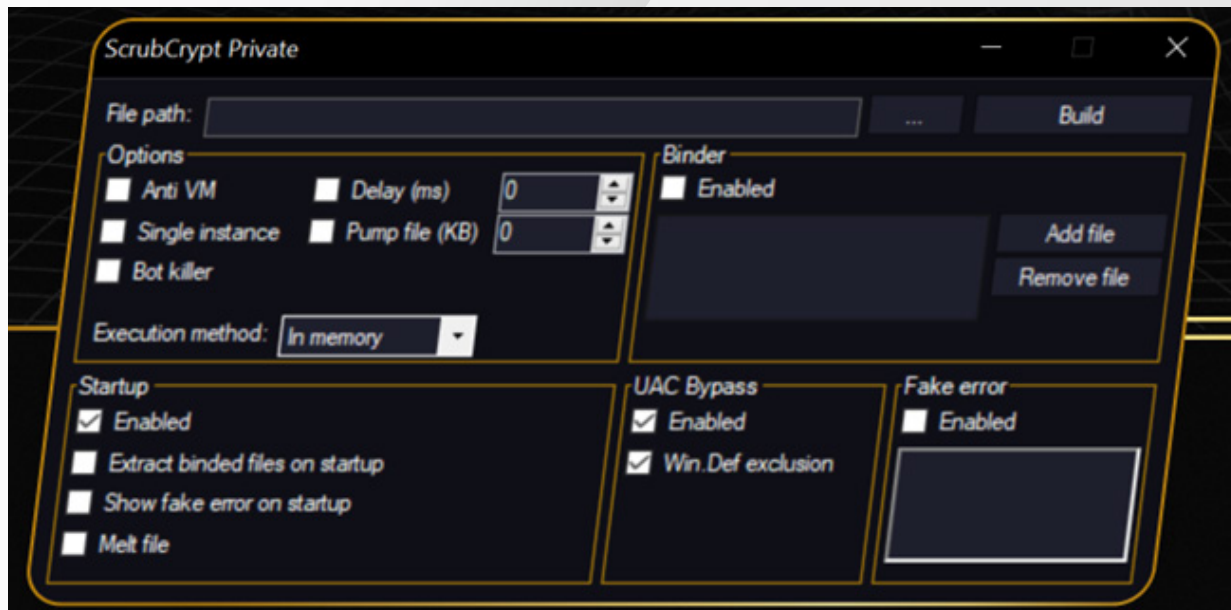 ScrubCrypt Private
File path:
...
Build
Options
Anti VM
Delay (ms)
0
Single instance
Pump file (KB)
0
Bot killer
Execution method:
In memory
Binder
Enabled
Add file
Remove file
Startup
Enabled
Extract binded files on startup
Show fake error on startup
Melt file
UAC Bypass
Enabled
Win.Def exclusion
Fake error
Enabled